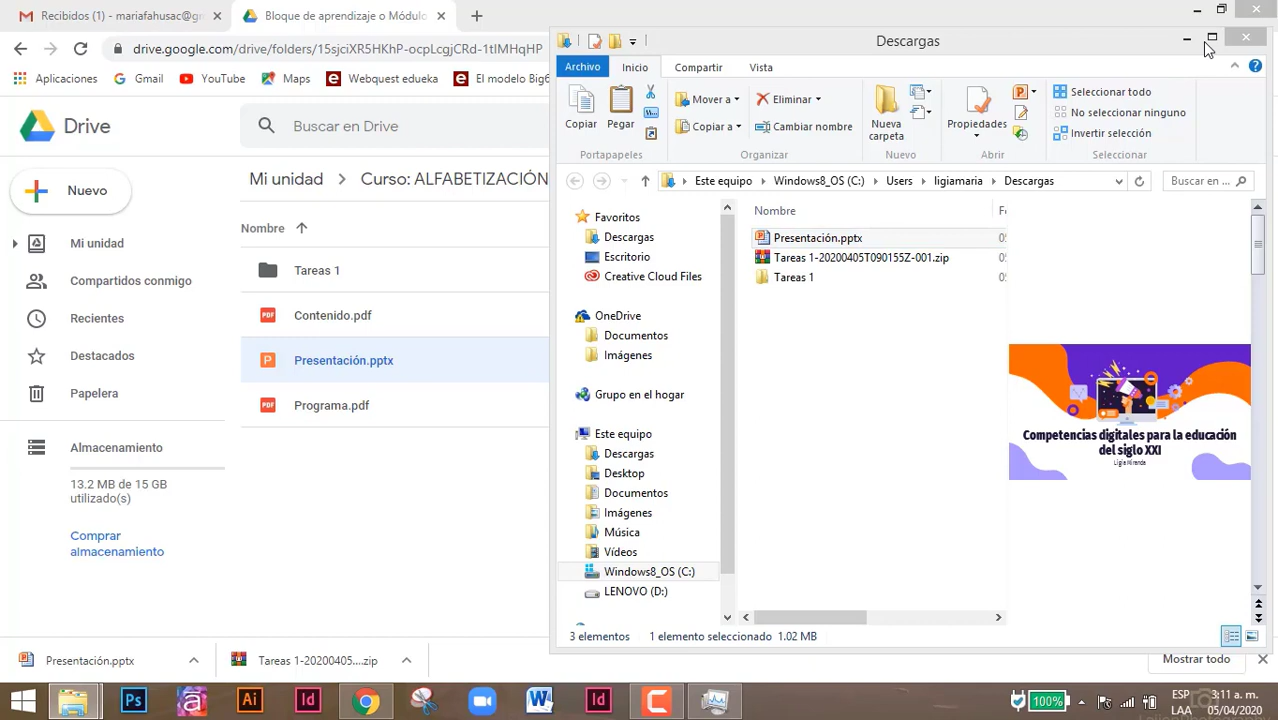 Recibidos (1) - mariafahusac@gm
Bloque de aprendizaje o Módulo
drive.google.com/drive/folders/15sjciXR5HKhP-ocpLcgjCRd-1tIMHqHP
Aplicaciones
Gmail
YouTube
Maps
Webquest edueka
El modelo Big6
Drive
Buscar en Drive
Nuevo
Mi unidad
Compartidos conmigo
Recientes
Destacados
Papelera
Almacenamiento
13.2 MB de 15 GB
utilizado(s)
Comprar
almacenamiento
Mi unidad
Curso: ALFABETIZACIÓN
Nombre
Tareas 1
Contenido.pdf
Presentación.pptx
Programa.pdf
Descargas
Archivo
Inicio
Compartir
Vista
Copiar
Pegar
Mover a
Copiar a
Eliminar
Cambiar nombre
Nueva
carpeta
Propiedades
Seleccionar todo
No seleccionar ninguno
Invertir selección
Portapapeles
Organizar
Nuevo
Abrir
Seleccionar
Este equipo
Windows8_OS (C:)
Users
ligiamaria
Descargas
Buscar en ...
Favoritos
Descargas
Escritorio
Creative Cloud Files
OneDrive
Documentos
Imágenes
Grupo en el hogar
Este equipo
Descargas
Desktop
Documentos
Imágenes
Música
Vídeos
Windows8_OS (C:)
LENOVO (D:)
Nombre
Presentación.pptx
Tareas 1-20200405T090155Z-001.zip
Tareas 1
Competencias digitales para la educación
del siglo XXI
Ligia Miranda
3 elementos
1 elemento seleccionado 1.02 MB
Presentación.pptx
Tareas 1-20200405....zip
Mostrar todo
Ps
Ai
Id
W
Id
100%
ESP
LAA
3:11 a. m.
05/04/2020